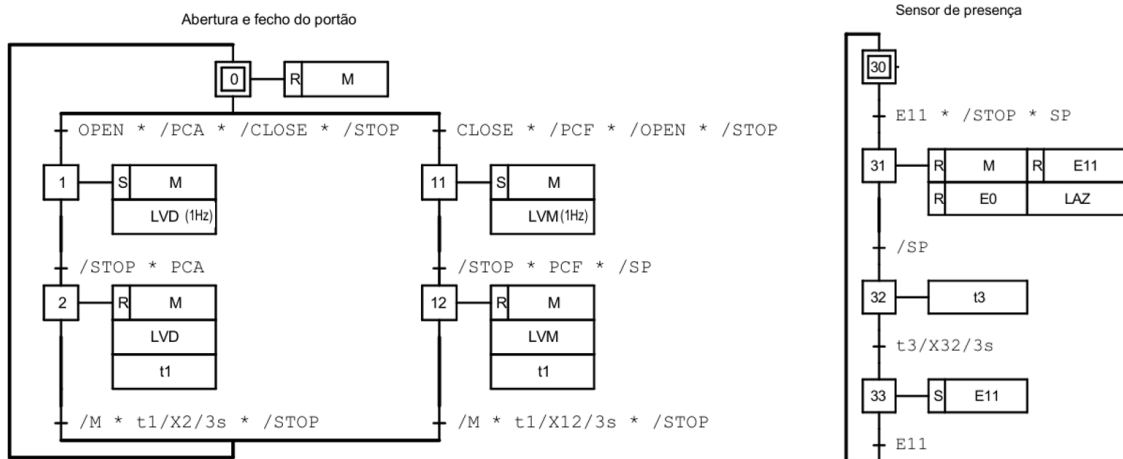 Abertura e fecho do portão
0 R M
OPEN * /PCA * /CLOSE * /STOP
CLOSE * /PCF * /OPEN * /STOP
1 S M
LVD (1Hz)
11 S M
LVM (1Hz)
/STOP * PCA
/STOP * PCF * /SP
2 R M
LVD
t1
12 R M
LVM
t1
/M * t1/X2/3s * /STOP
/M * t1/X12/3s * /STOP
Sensor de presença
30
E11 * /STOP * SP
31 R M R E11
R E0 LAZ
/SP
32 t3
t3/X32/3s
33 S E11
E11